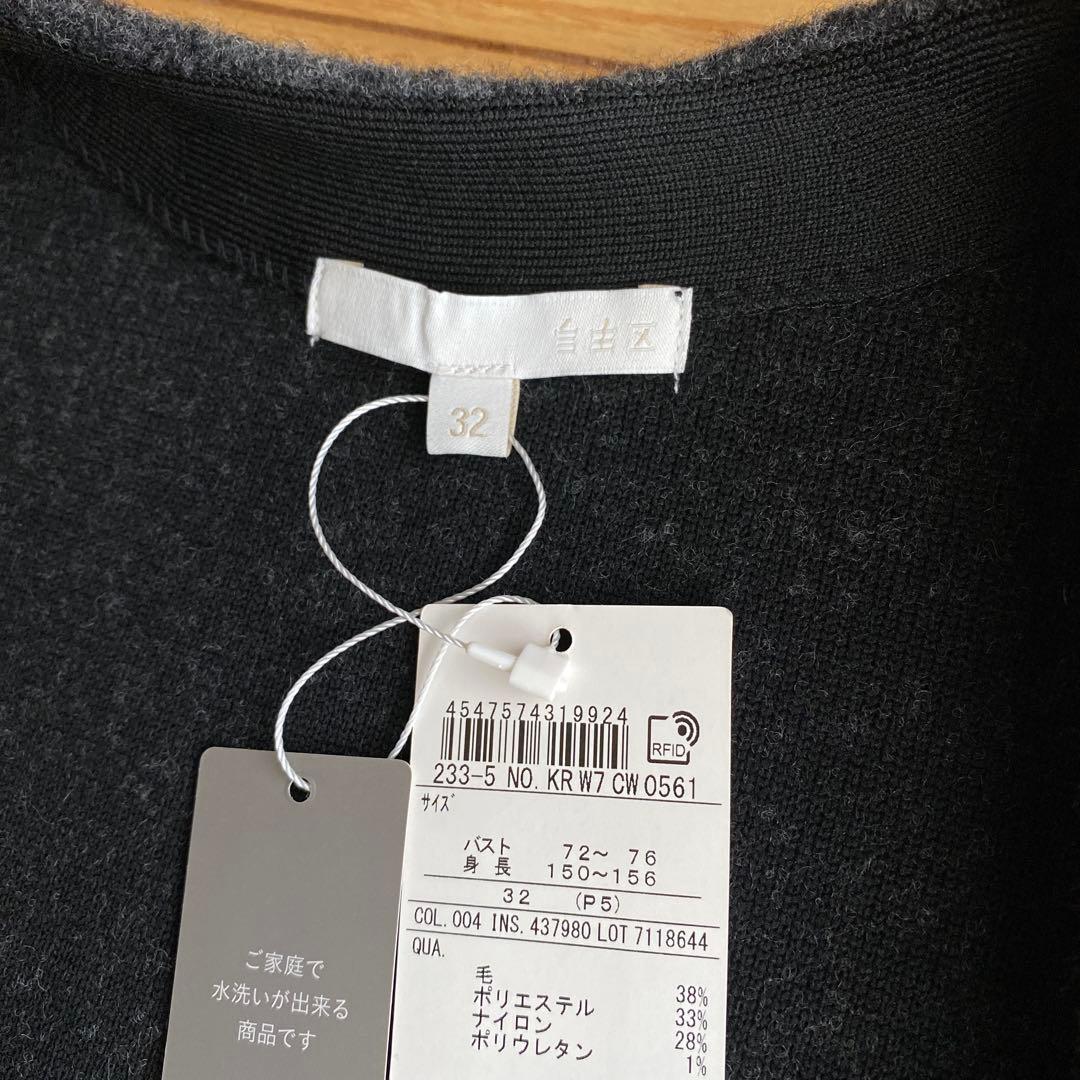 自由区
32
4547574319924
RFID
233-5 NO. KR W7 CW 0561
サイズ
バスト 72～ 76
身 長 150～156
32 (P5)
COL. 004 INS. 437980 LOT 7118644
QUA.
毛 38%
ポリエステル 33%
ナイロン 28%
ポリウレタン 1%
ご家庭で
水洗いが出来る
商品です